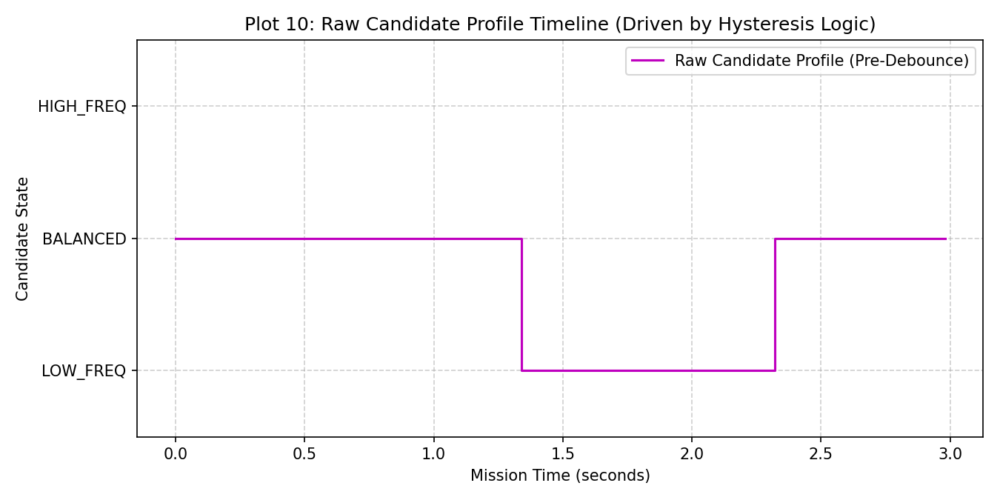 Plot 10: Raw Candidate Profile Timeline (Driven by Hysteresis Logic)
Raw Candidate Profile (Pre-Debounce)
HIGH_FREQ
BALANCED
LOW_FREQ
Candidate State
0.0 0.5 1.0 1.5 2.0 2.5 3.0
Mission Time (seconds)